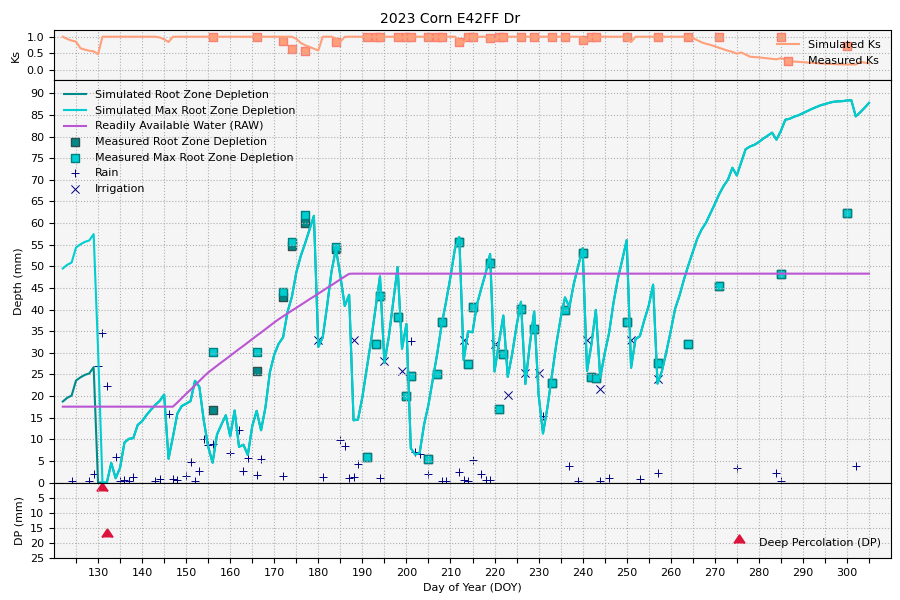 2023 Corn E42FF Dr
Ks
1.0
0.5
0.0
Simulated Ks
Measured Ks
Depth (mm)
90
85
80
75
70
65
60
55
50
45
40
35
30
25
20
15
10
5
0
Simulated Root Zone Depletion
Simulated Max Root Zone Depletion
Readily Available Water (RAW)
Measured Root Zone Depletion
Measured Max Root Zone Depletion
Rain
Irrigation
DP (mm)
5
10
15
20
25
Deep Percolation (DP)
130 140 150 160 170 180 190 200 210 220 230 240 250 260 270 280 290 300
Day of Year (DOY)